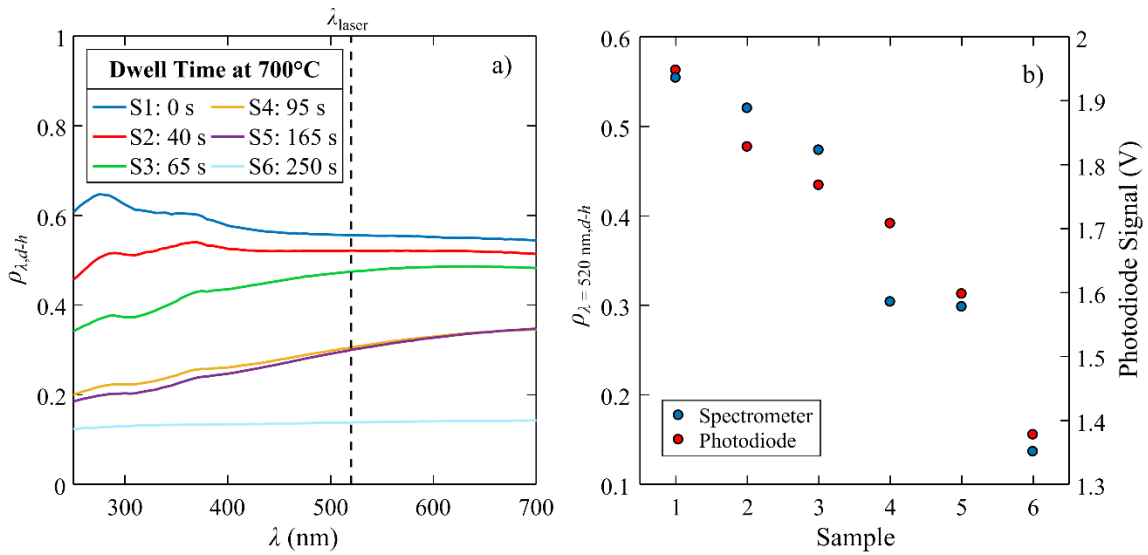 λlaser
a)
Dwell Time at 700°C
S1: 0 s S4: 95 s
S2: 40 s S5: 165 s
S3: 65 s S6: 250 s
1
0.8
0.6
0.4
0.2
0
ρλ,d-h
300 400 500 600 700
λ (nm)
b)
0.6
0.5
0.4
0.3
0.2
0.1
ρλ = 520 nm,d-h
Spectrometer
Photodiode
1 2 3 4 5 6
Sample
2
1.9
1.8
1.7
1.6
1.5
1.4
1.3
Photodiode Signal (V)